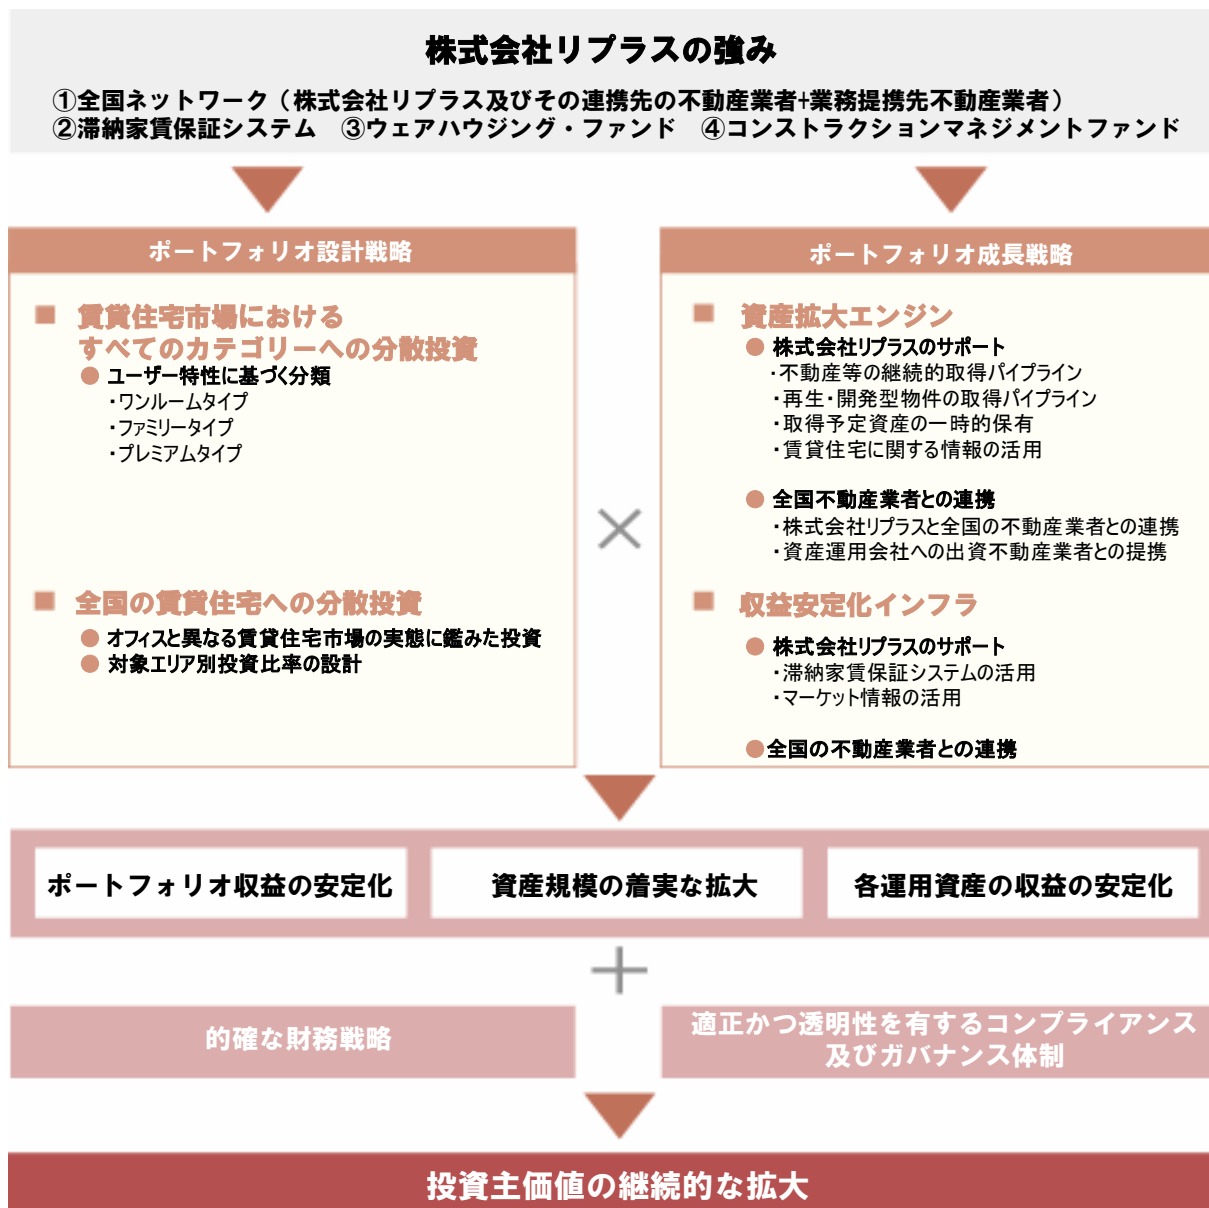 株式会社リプラスの強み
①全国ネットワーク（株式会社リプラス及びその連携先の不動産業者+業務提携先不動産業者）
②滞納家賃保証システム　③ウェアハウジング・ファンド　④コンストラクションマネジメントファンド
ポートフォリオ設計戦略
■ 賃貸住宅市場における
すべてのカテゴリーへの分散投資
● ユーザー特性に基づく分類
・ワンルームタイプ
・ファミリータイプ
・プレミアムタイプ
■ 全国の賃貸住宅への分散投資
● オフィスと異なる賃貸住宅市場の実態に鑑みた投資
● 対象エリア別投資比率の設計
×
ポートフォリオ成長戦略
■ 資産拡大エンジン
● 株式会社リプラスのサポート
・不動産等の継続的取得パイプライン
・再生・開発型物件の取得パイプライン
・取得予定資産の一時的保有
・賃貸住宅に関する情報の活用
● 全国不動産業者との連携
・株式会社リプラスと全国の不動産業者との連携
・資産運用会社への出資不動産業者との提携
■ 収益安定化インフラ
● 株式会社リプラスのサポート
・滞納家賃保証システムの活用
・マーケット情報の活用
● 全国の不動産業者との連携
ポートフォリオ収益の安定化
資産規模の着実な拡大
各運用資産の収益の安定化
＋
的確な財務戦略
適正かつ透明性を有するコンプライアンス
及びガバナンス体制
投資主価値の継続的な拡大